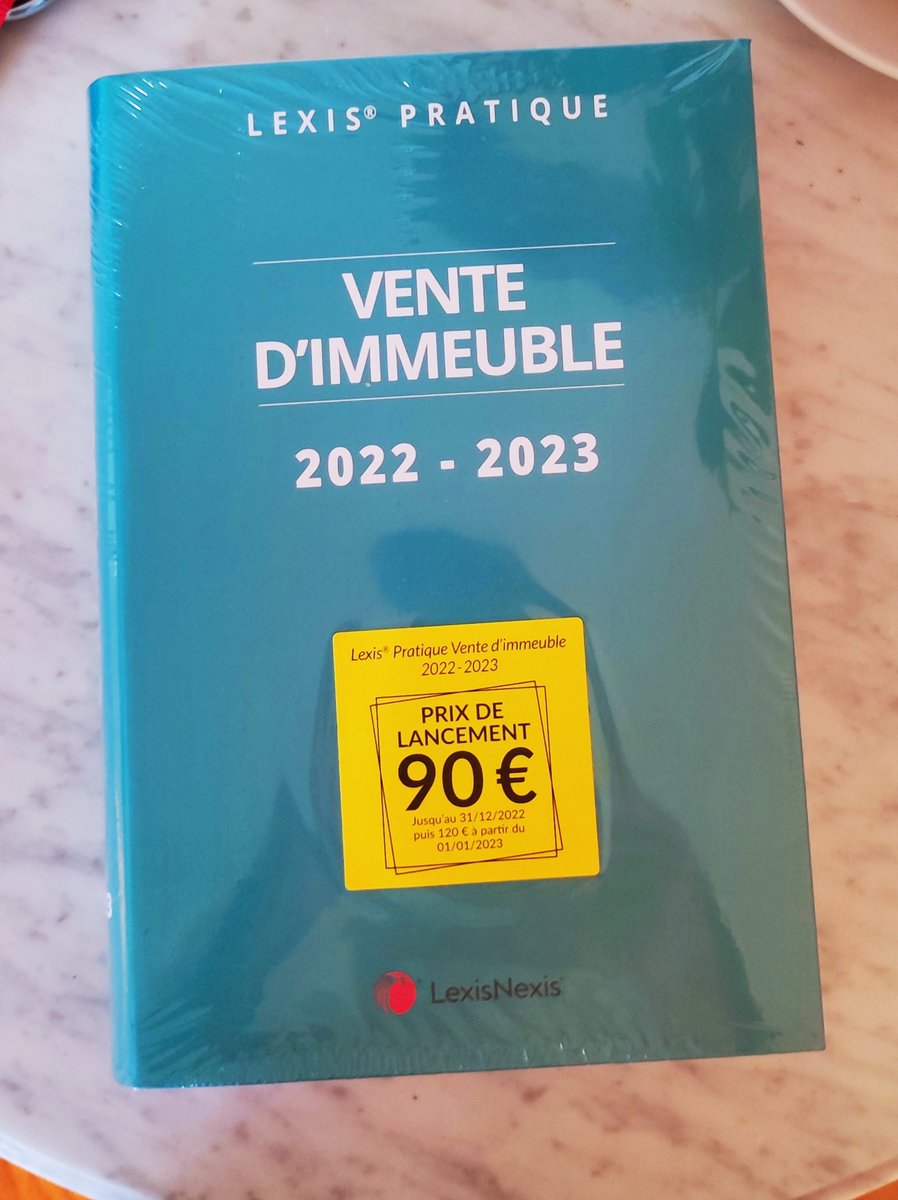 LEXIS® PRATIQUE
VENTE
D'IMMEUBLE
2022 - 2023
Lexis® Pratique Vente d'immeuble
2022-2023
PRIX DE
LANCEMENT
90 €
Jusqu'au 31/12/2022
puis 120 € à partir du
01/01/2023
LexisNexis®